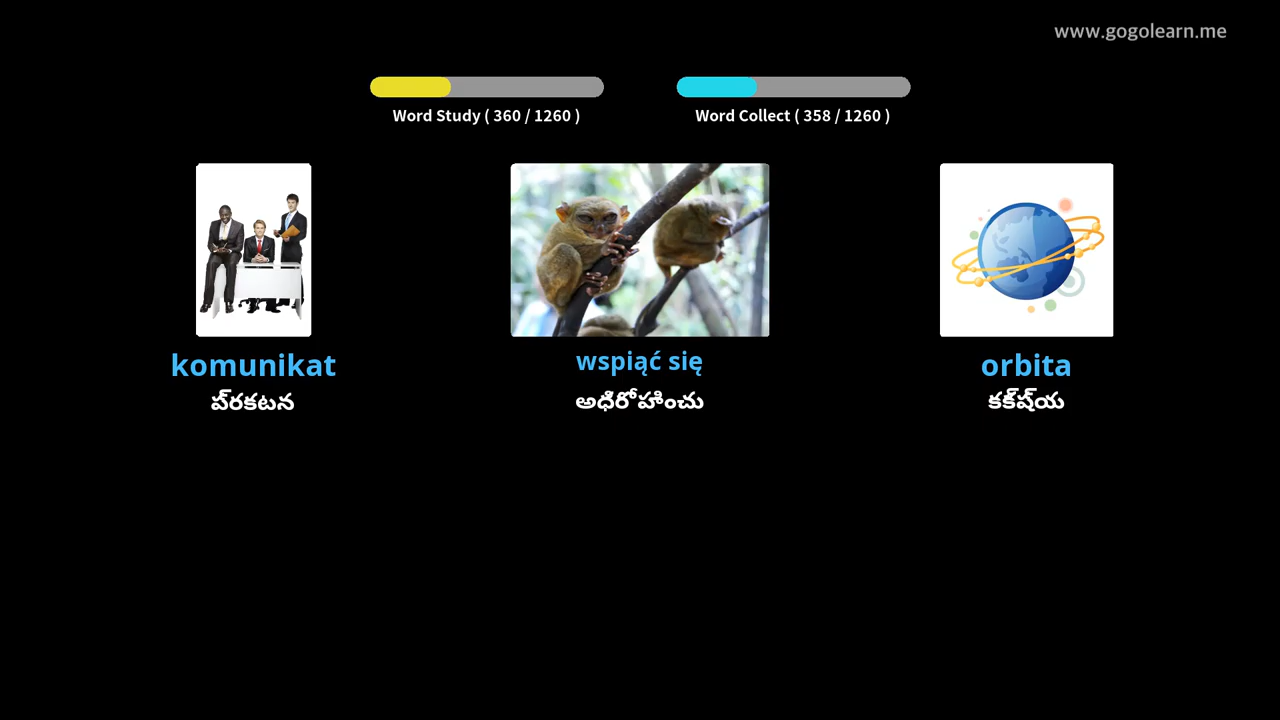 www.gogolearn.me
Word Study ( 360 / 1260 )
Word Collect ( 358 / 1260 )
komunikat
ప్రకటన
wspiąć się
అధిరోహించు
orbita
కక్ష్య